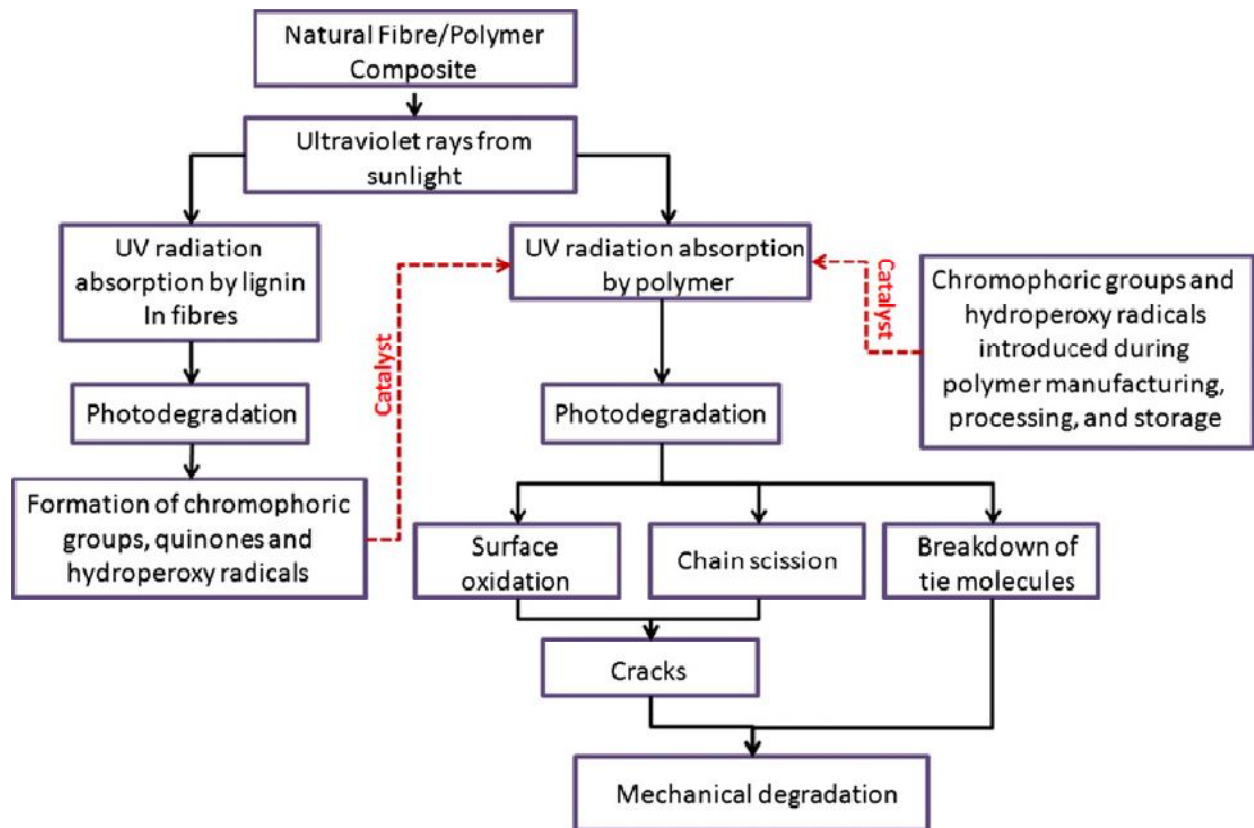 Natural Fibre/Polymer
Composite
Ultraviolet rays from
sunlight
UV radiation
absorption by lignin
In fibres
UV radiation absorption
by polymer
Catalyst
Chromophoric groups and
hydroperoxy radicals
introduced during
polymer manufacturing,
processing, and storage
Catalyst
Photodegradation
Photodegradation
Formation of chromophoric
groups, quinones and
hydroperoxy radicals
Surface
oxidation
Chain scission
Breakdown of
tie molecules
Cracks
Mechanical degradation